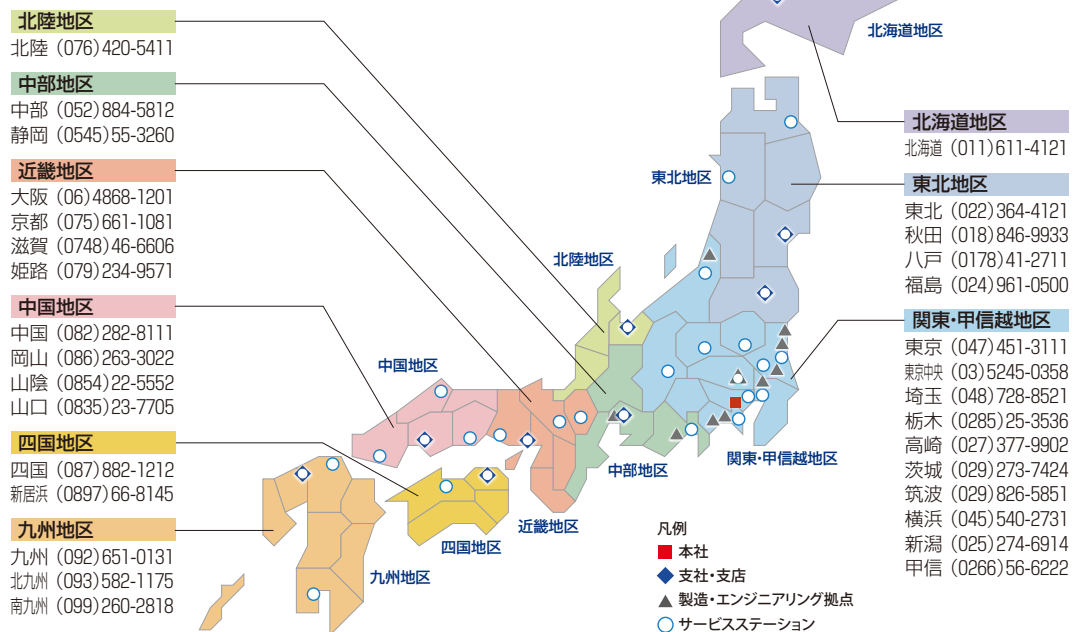 北陸地区
北陸 (076)420-5411
中部地区
中部 (052)884-5812
静岡 (0545)55-3260
近畿地区
大阪 (06)4868-1201
京都 (075)661-1081
滋賀 (0748)46-6606
姫路 (079)234-9571
中国地区
中国 (082)282-8111
岡山 (086)263-3022
山陰 (0854)22-5552
山口 (0835)23-7705
四国地区
四国 (087)882-1212
新居浜 (0897)66-8145
九州地区
九州 (092)651-0131
北九州 (093)582-1175
南九州 (099)260-2818
北海道地区
東北地区
北陸地区
中国地区
中部地区
関東・甲信越地区
近畿地区
四国地区
九州地区
凡例
本社
支社・支店
製造・エンジニアリング拠点
サービスステーション
北海道地区
北海道 (011)611-4121
東北地区
東北 (022)364-4121
秋田 (018)846-9933
八戸 (0178)41-2711
福島 (024)961-0500
関東・甲信越地区
東京 (047)451-3111
東京中央 (03)5245-0358
埼玉 (048)728-8521
栃木 (0285)25-3536
高崎 (027)377-9902
茨城 (029)273-7424
筑波 (029)826-5851
横浜 (045)540-2731
新潟 (025)274-6914
甲信 (0266)56-6222